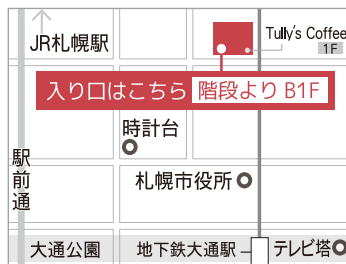 JR札幌駅
Tully's Coffee
1F
入り口はこちら 階段より B1F
時計台
駅前通
札幌市役所
大通公園
地下鉄大通駅
テレビ塔